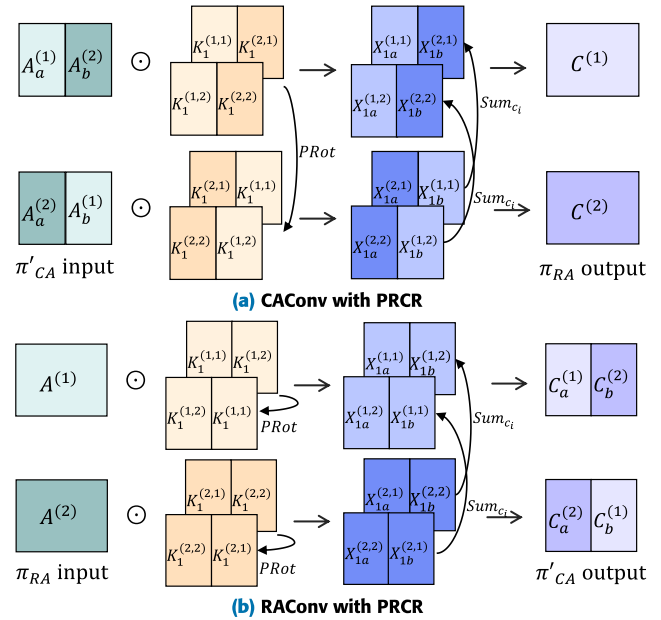 A_a^(1) A_b^(2) ⊙ K_1^(1,1) K_1^(2,1) → X_1a^(1,1) X_1b^(2,1) → C^(1)
K_1^(1,2) K_1^(2,2) X_1a^(1,2) X_1b^(2,2) Sum_ci
PRot
A_a^(2) A_b^(1) ⊙ K_1^(2,1) K_1^(1,1) → X_1a^(2,1) X_1b^(1,1) Sum_ci → C^(2)
K_1^(2,2) K_1^(1,2) X_1a^(2,2) X_1b^(1,2)
π'_CA input π_RA output
(a) CAConv with PRCR
A^(1) ⊙ K_1^(1,1) K_1^(1,2) → X_1a^(1,1) X_1b^(1,2) → C_a^(1) C_b^(2)
K_1^(1,2) K_1^(1,1) X_1a^(1,2) X_1b^(1,1) Sum_ci
PRot
A^(2) ⊙ K_1^(2,1) K_1^(2,2) → X_1a^(2,1) X_1b^(2,2) Sum_ci → C_a^(2) C_b^(1)
K_1^(2,2) K_1^(2,1) X_1a^(2,2) X_1b^(2,1)
PRot
π_RA input π'_CA output
(b) RAConv with PRCR